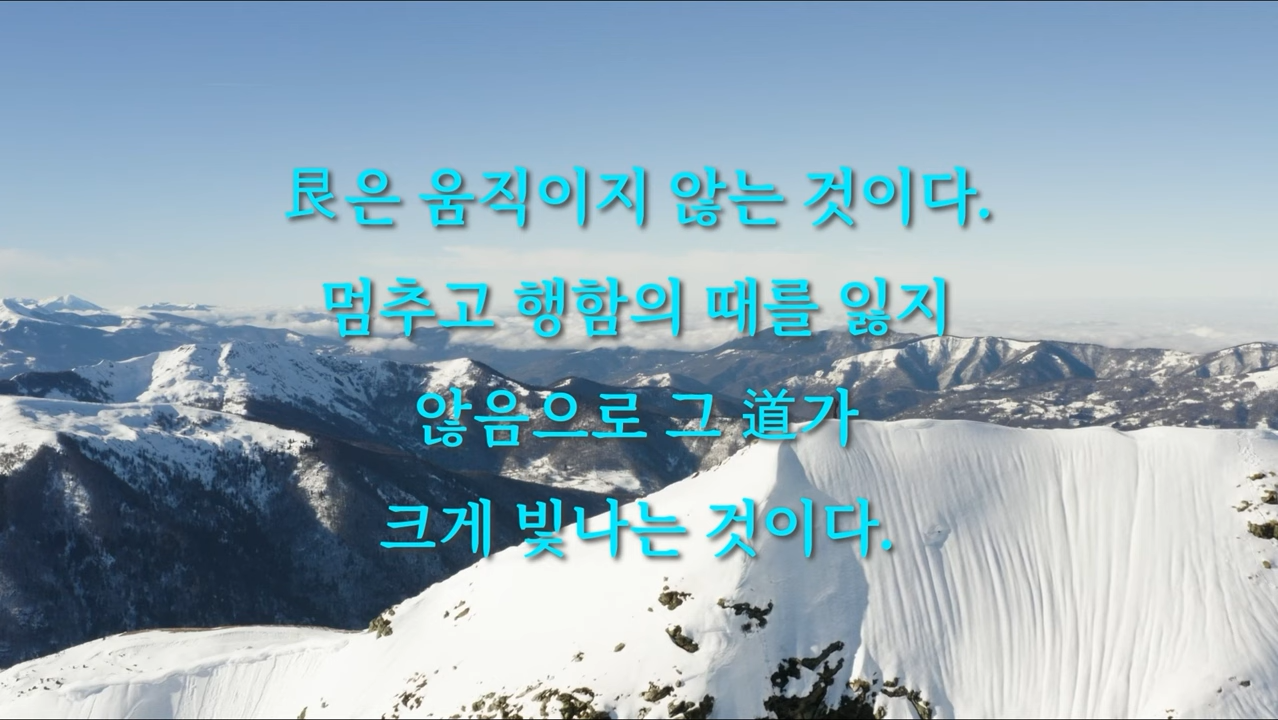 艮은 움직이지 않는 것이다.
멈추고 행함의 때를 잃지
않음으로 그 道가
크게 빛나는 것이다.